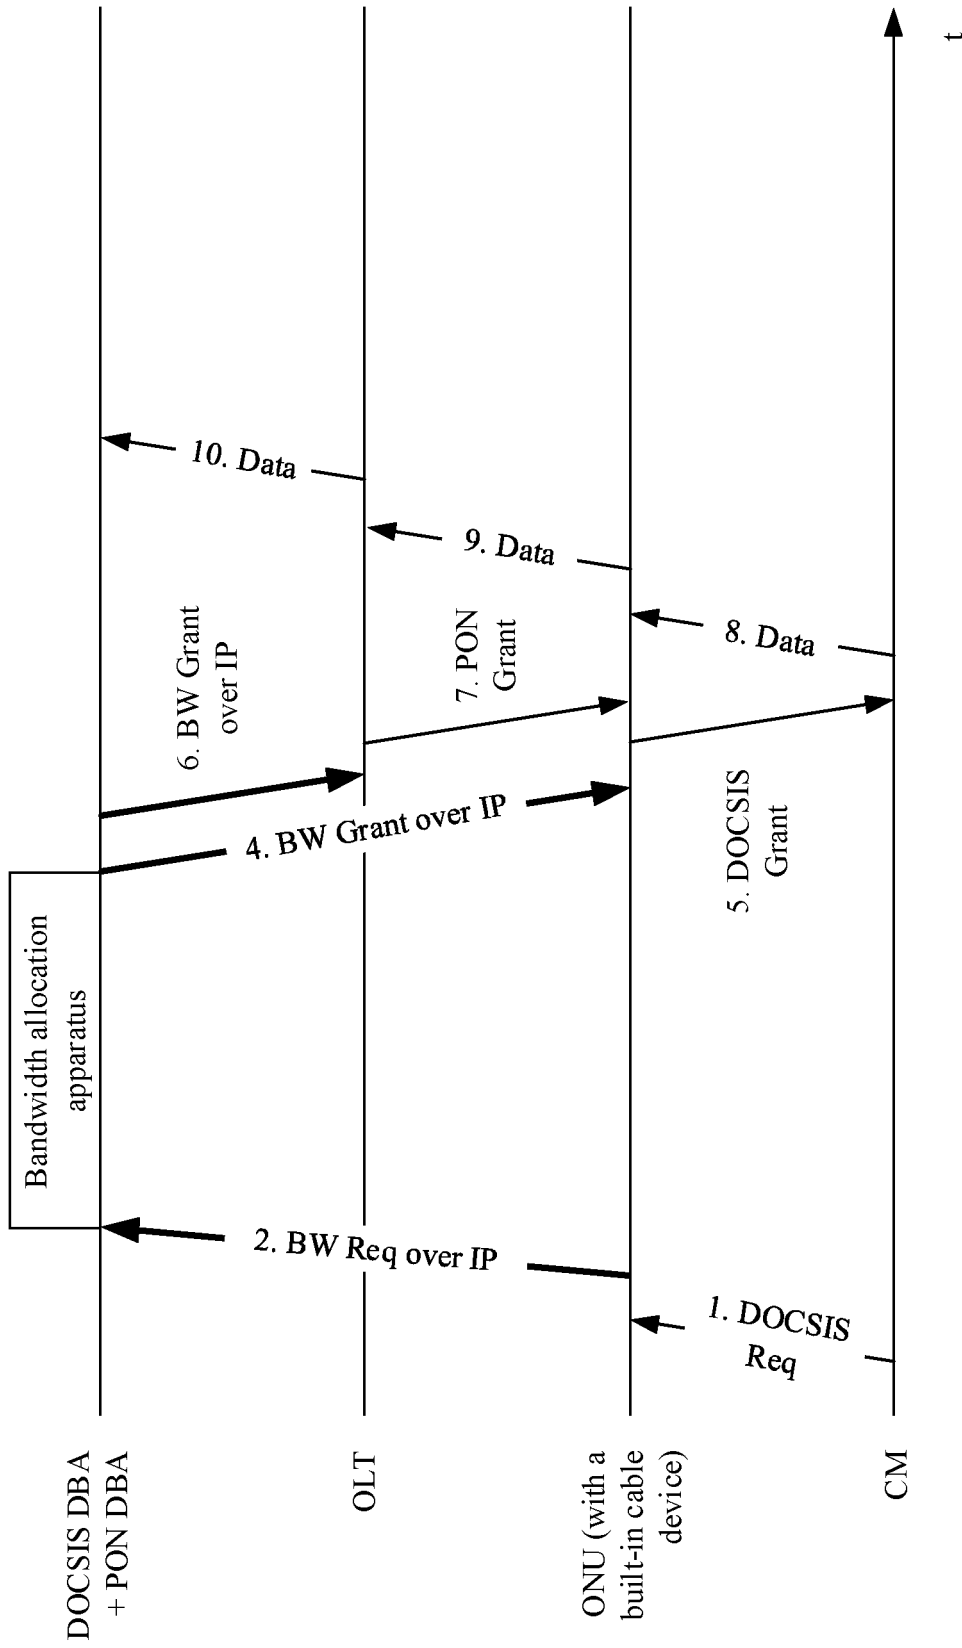 Bandwidth allocation
apparatus
DOCSIS DBA
+ PON DBA
OLT
ONU (with a
built-in cable
device)
CM
1. DOCSIS
Req
2. BW Req over IP
4. BW Grant over IP
5. DOCSIS
Grant
6. BW Grant
over IP
7. PON
Grant
8. Data
9. Data
10. Data
t